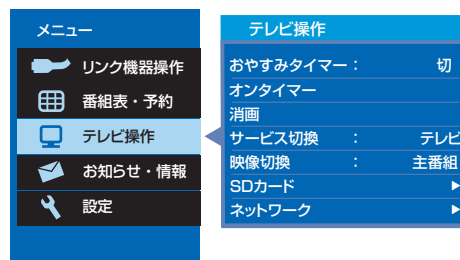 メニュー
リンク機器操作
番組表・予約
テレビ操作
お知らせ・情報
設定
テレビ操作
おやすみタイマー： 切
オンタイマー
消画
サービス切換 ： テレビ
映像切換 ： 主番組
SDカード ▶
ネットワーク ▶